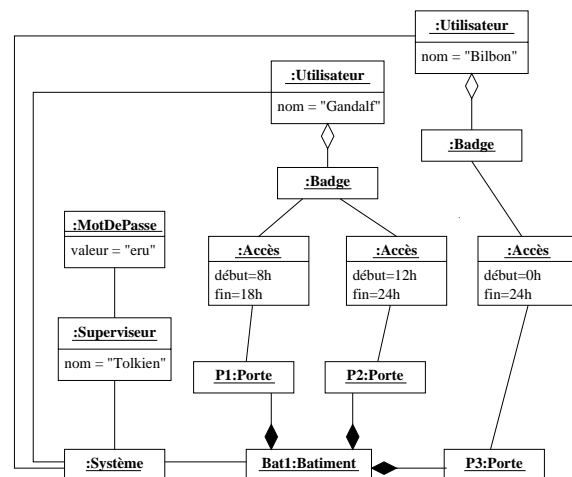 :Utilisateur
nom = "Bilbon"
:Utilisateur
nom = "Gandalf"
:Badge
:Badge
:MotDePasse
valeur = "eru"
:Accès
début=8h
fin=18h
:Accès
début=12h
fin=24h
:Accès
début=0h
fin=24h
:Superviseur
nom = "Tolkien"
P1:Porte
P2:Porte
:Système
Bat1:Batiment
P3:Porte